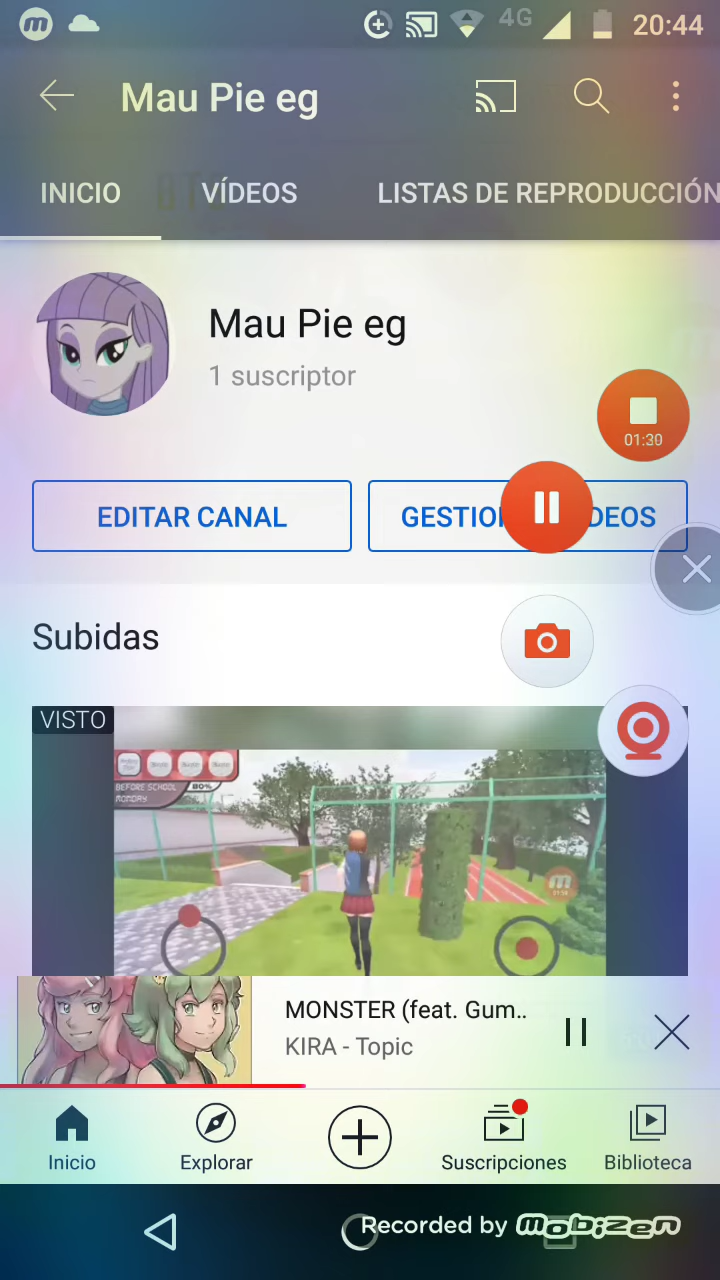 4G 20:44
Mau Pie eg
INICIO VÍDEOS LISTAS DE REPRODUCCIÓN
Mau Pie eg
1 suscriptor
01:30
EDITAR CANAL GESTIO DEOS
Subidas
VISTO
BEFORE SCHOOL 80%
MONDAY
MONSTER (feat. Gum..
KIRA - Topic
Inicio Explorar Suscripciones Biblioteca
Recorded by mobizen